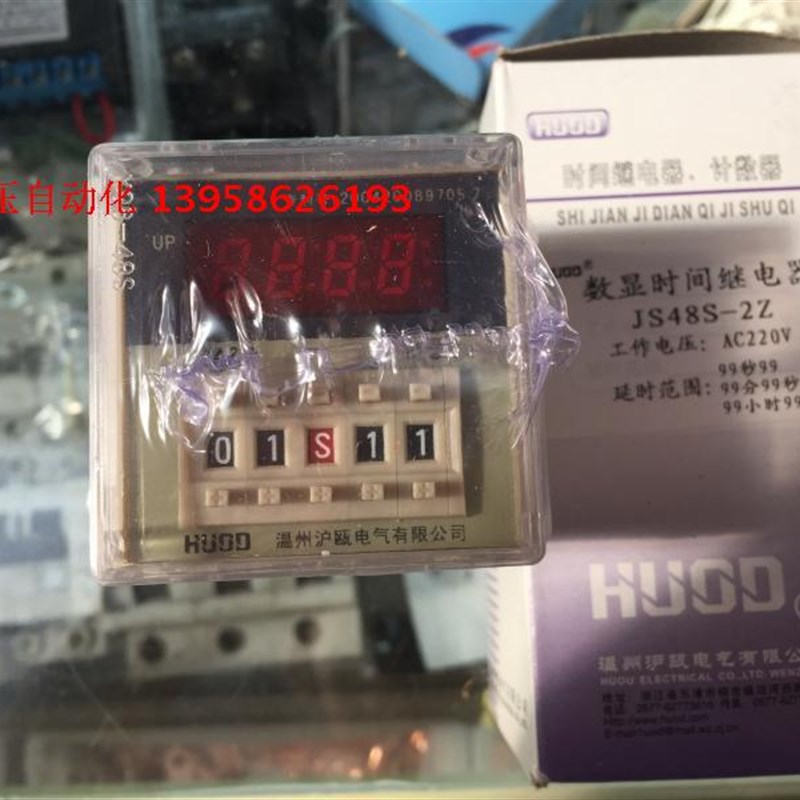 压自动化 13958626193
UP
8888
01S11
HUOD 温州沪瓯电气有限公司
HUOD
时间继电器、计数器
SHI JIAN JI DIAN QI JI SHU QI
HUOD®
数显时间继电器
JS48S-2Z
工作电压: AC220V
99秒99
延时范围: 99分99秒
99小时99
HUOD
温州沪瓯电气有限公
HUOU ELECTRICAL CO.,LTD.WEN